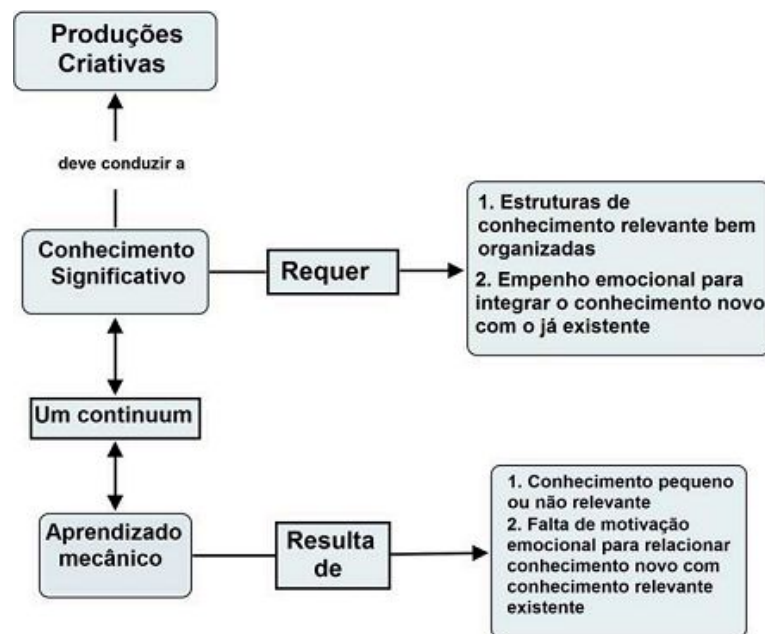 Produções
Criativas
deve conduzir a
Conhecimento
Significativo
Requer
1. Estruturas de
conhecimento relevante bem
organizadas
2. Empenho emocional para
integrar o conhecimento novo
com o já existente
Um continuum
Aprendizado
mecânico
Resulta
de
1. Conhecimento pequeno
ou não relevante
2. Falta de motivação
emocional para relacionar
conhecimento novo com
conhecimento relevante
existente